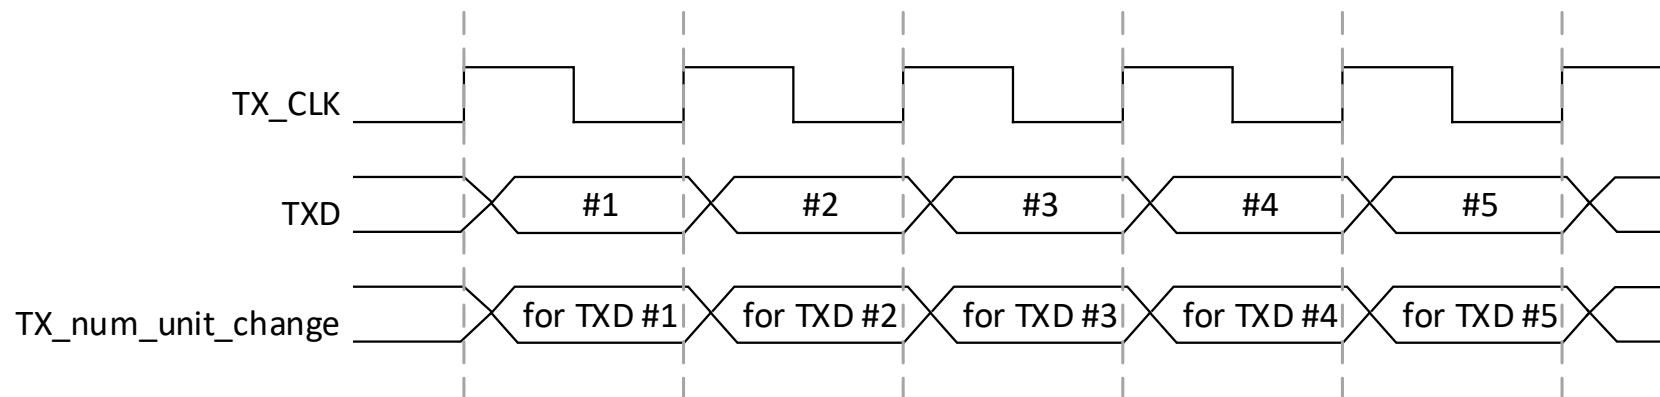 TX_CLK
TXD
#1 #2 #3 #4 #5
TX_num_unit_change
for TXD #1 for TXD #2 for TXD #3 for TXD #4 for TXD #5